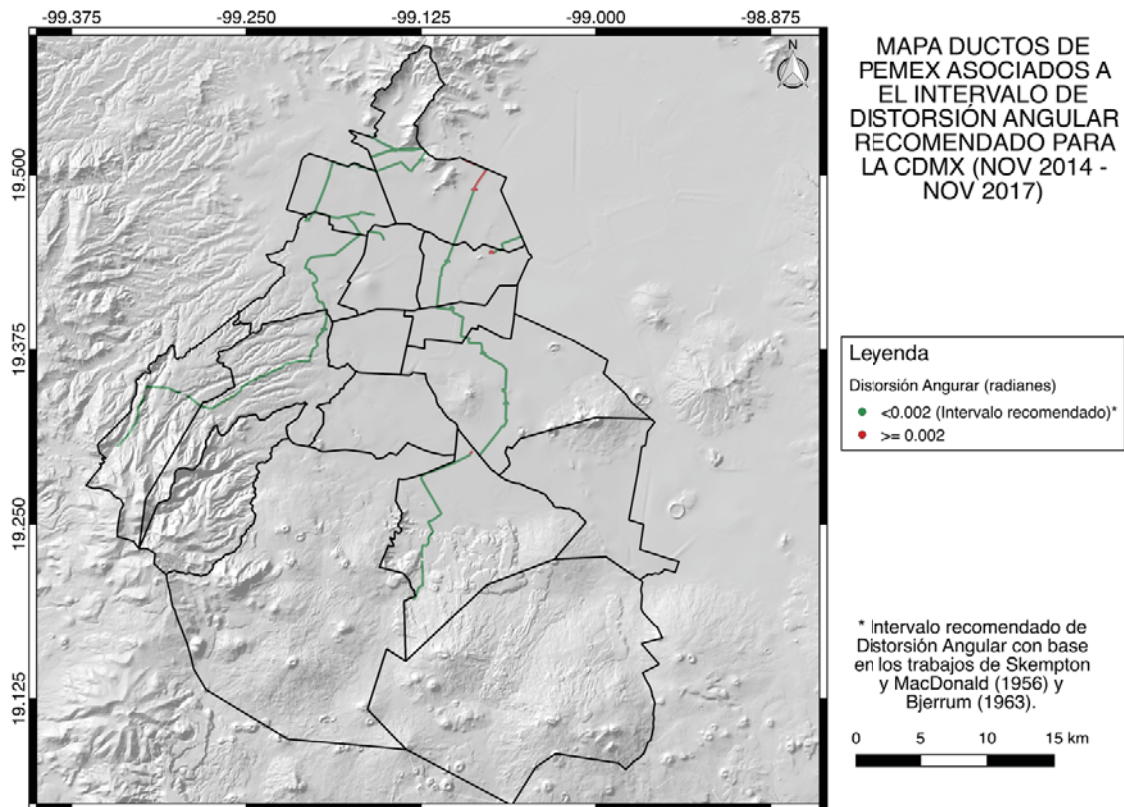 -99.375 -99.250 -99.125 -99.000 -98.875
19.500
19.375
19.250
19.125
N
MAPA DUCTOS DE
PEMEX ASOCIADOS A
EL INTERVALO DE
DISTORSIÓN ANGULAR
RECOMENDADO PARA
LA CDMX (NOV 2014 -
NOV 2017)
Leyenda
Distorsión Angurar (radianes)
<0.002 (Intervalo recomendado)*
>= 0.002
* Intervalo recomendado de
Distorsión Angular con base
en los trabajos de Skempton
y MacDonald (1956) y
Bjerrum (1963).
0 5 10 15 km